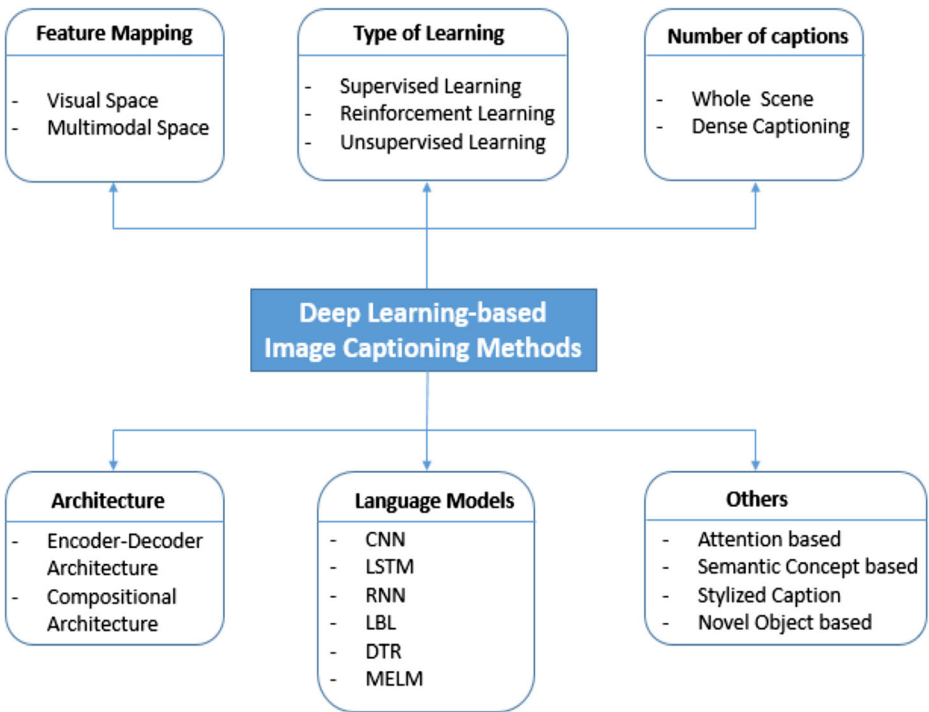 Feature Mapping
- Visual Space
- Multimodal Space
Type of Learning
- Supervised Learning
- Reinforcement Learning
- Unsupervised Learning
Number of captions
- Whole Scene
- Dense Captioning
Deep Learning-based
Image Captioning Methods
Architecture
- Encoder-Decoder
Architecture
- Compositional
Architecture
Language Models
- CNN
- LSTM
- RNN
- LBL
- DTR
- MELM
Others
- Attention based
- Semantic Concept based
- Stylized Caption
- Novel Object based